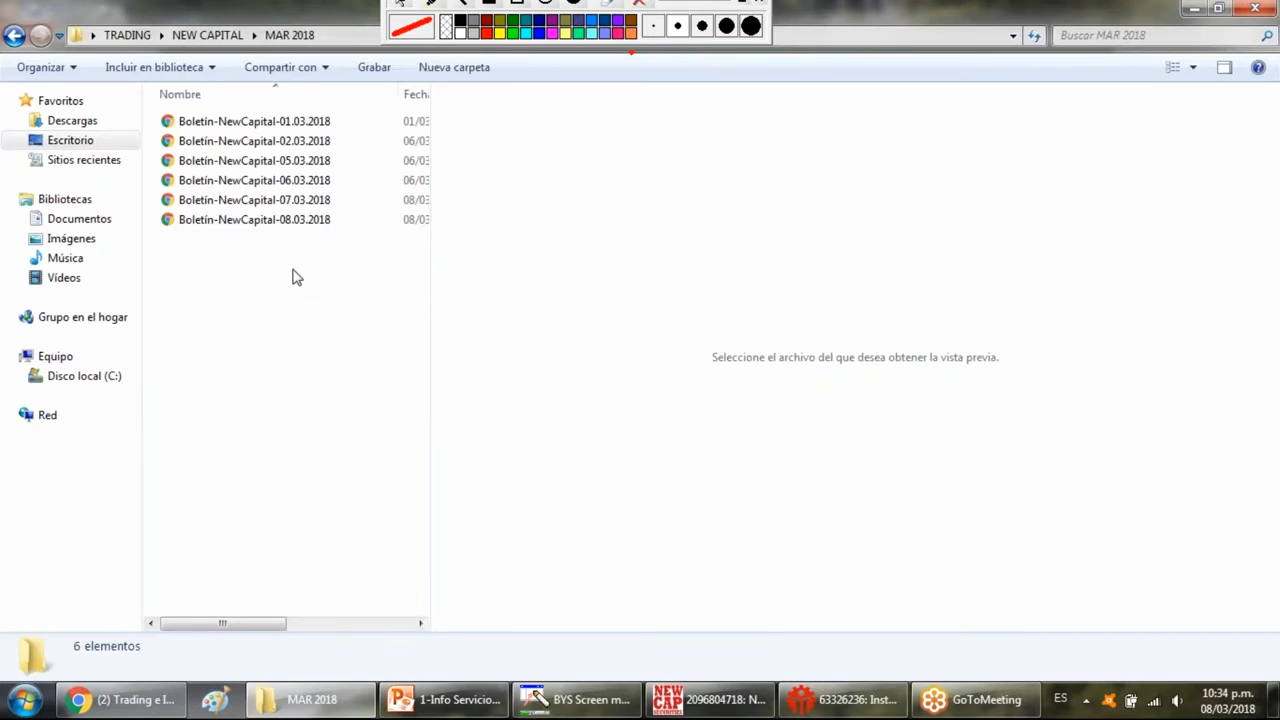 TRADING NEW CAPITAL MAR 2018
Buscar MAR 2018
Organizar Incluir en biblioteca Compartir con Grabar Nueva carpeta
Favoritos
Descargas
Escritorio
Sitios recientes
Bibliotecas
Documentos
Imágenes
Música
Vídeos
Grupo en el hogar
Equipo
Disco local (C:)
Red
Nombre Fecha
Boletín-NewCapital-01.03.2018 01/03
Boletín-NewCapital-02.03.2018 06/03
Boletín-NewCapital-05.03.2018 06/03
Boletín-NewCapital-06.03.2018 06/03
Boletín-NewCapital-07.03.2018 08/03
Boletín-NewCapital-08.03.2018 08/03
Seleccione el archivo del que desea obtener la vista previa.
6 elementos
(2) Trading e I... MAR 2018 1-Info Servicio... BYS Screen m... NEW CAP SECURITIES 2096804718: N... 63326236: Inst... GoToMeeting ES 10:34 p.m.
08/03/2018